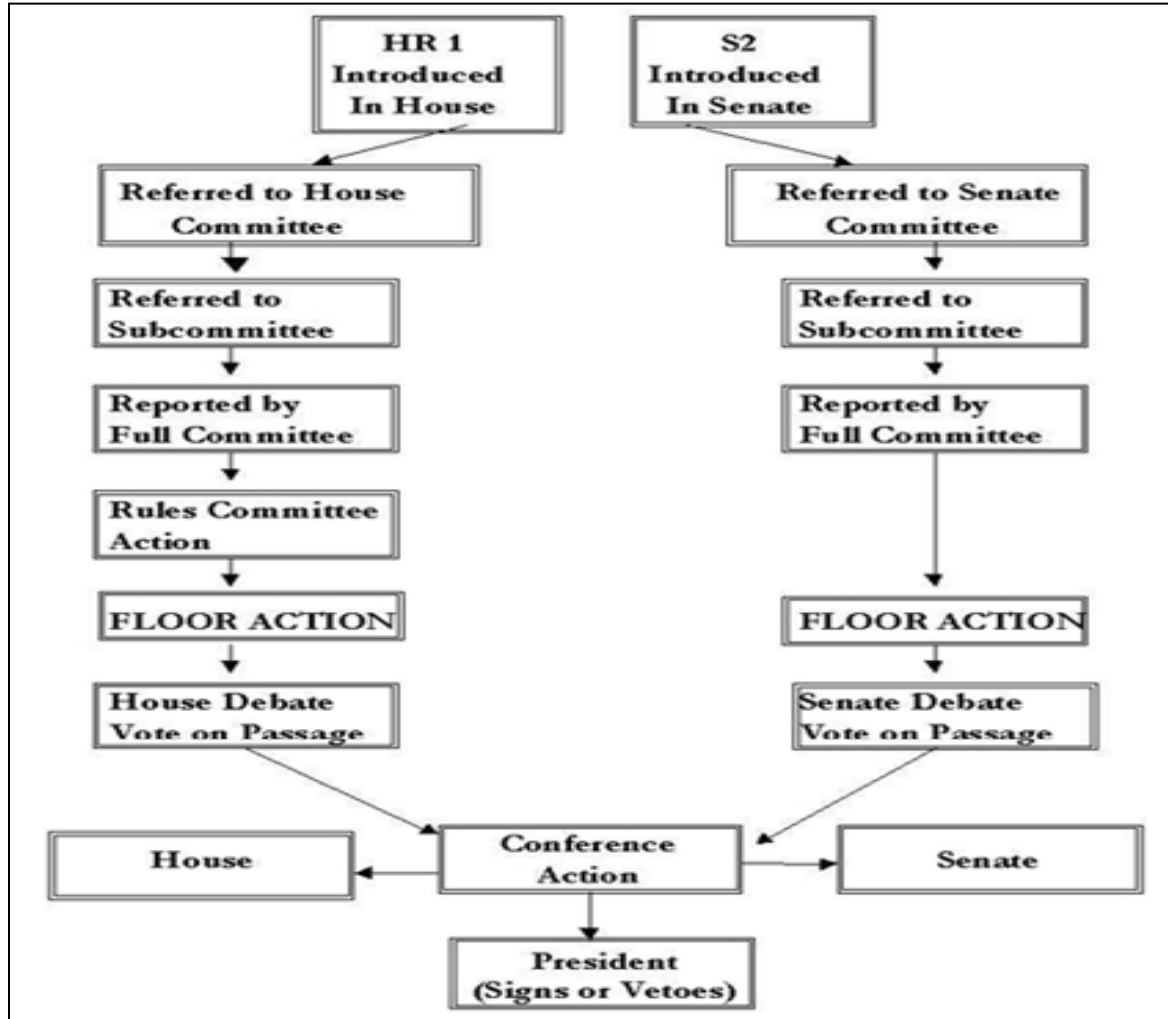 HR 1
Introduced
In House
S2
Introduced
In Senate
Referred to House
Committee
Referred to Senate
Committee
Referred to
Subcommittee
Referred to
Subcommittee
Reported by
Full Committee
Reported by
Full Committee
Rules Committee
Action
FLOOR ACTION
FLOOR ACTION
House Debate
Vote on Passage
Senate Debate
Vote on Passage
House
Conference
Action
Senate
President
(Signs or Vetoes)